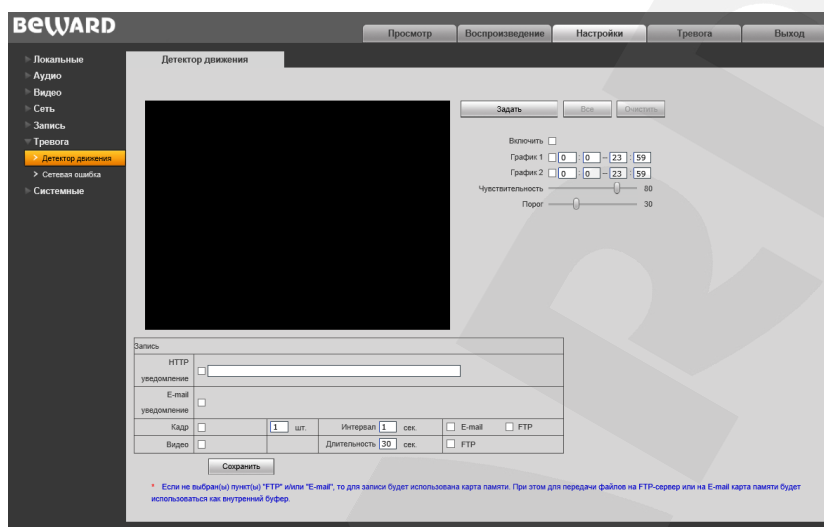 BEWARD
Просмотр Воспроизведение Настройки Тревога Выход
Локальные
Аудио
Видео
Сеть
Запись
Тревога
Детектор движения
Сетевая ошибка
Системные
Детектор движения
Задать Все Очистить
Включить
График 1 0 : 0 – 23 : 59
График 2 0 : 0 – 23 : 59
Чувствительность 80
Порог 30
Запись
HTTP
уведомление
E-mail
уведомление
Кадр 1 шт. Интервал 1 сек. E-mail FTP
Видео Длительность 30 сек. FTP
Сохранить
* Если не выбран(ы) пункт(ы) "FTP" и/или "E-mail", то для записи будет использована карта памяти. При этом для передачи файлов на FTP-сервер или на E-mail карта памяти будет
использоваться как внутренний буфер.